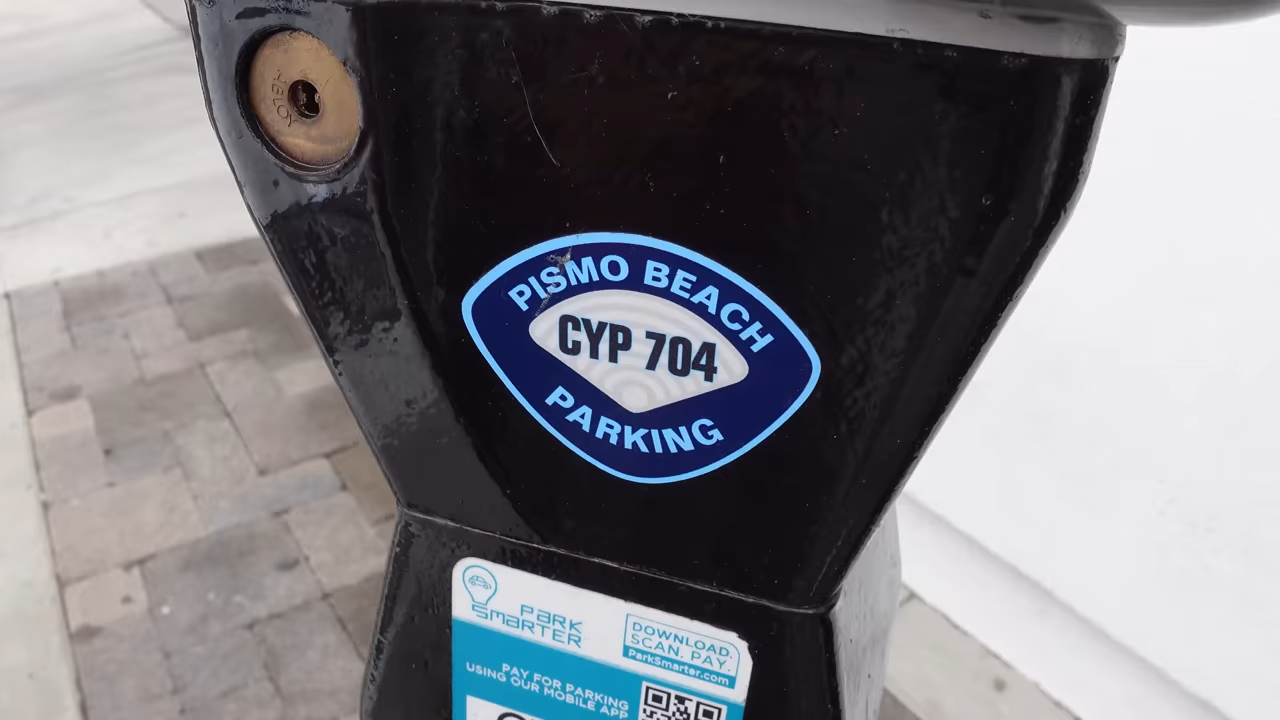 PISMO BEACH
CYP 704
PARKING
PARK
SMARTER
DOWNLOAD.
SCAN. PAY.
ParkSmarter.com
PAY FOR PARKING
USING OUR MOBILE APP